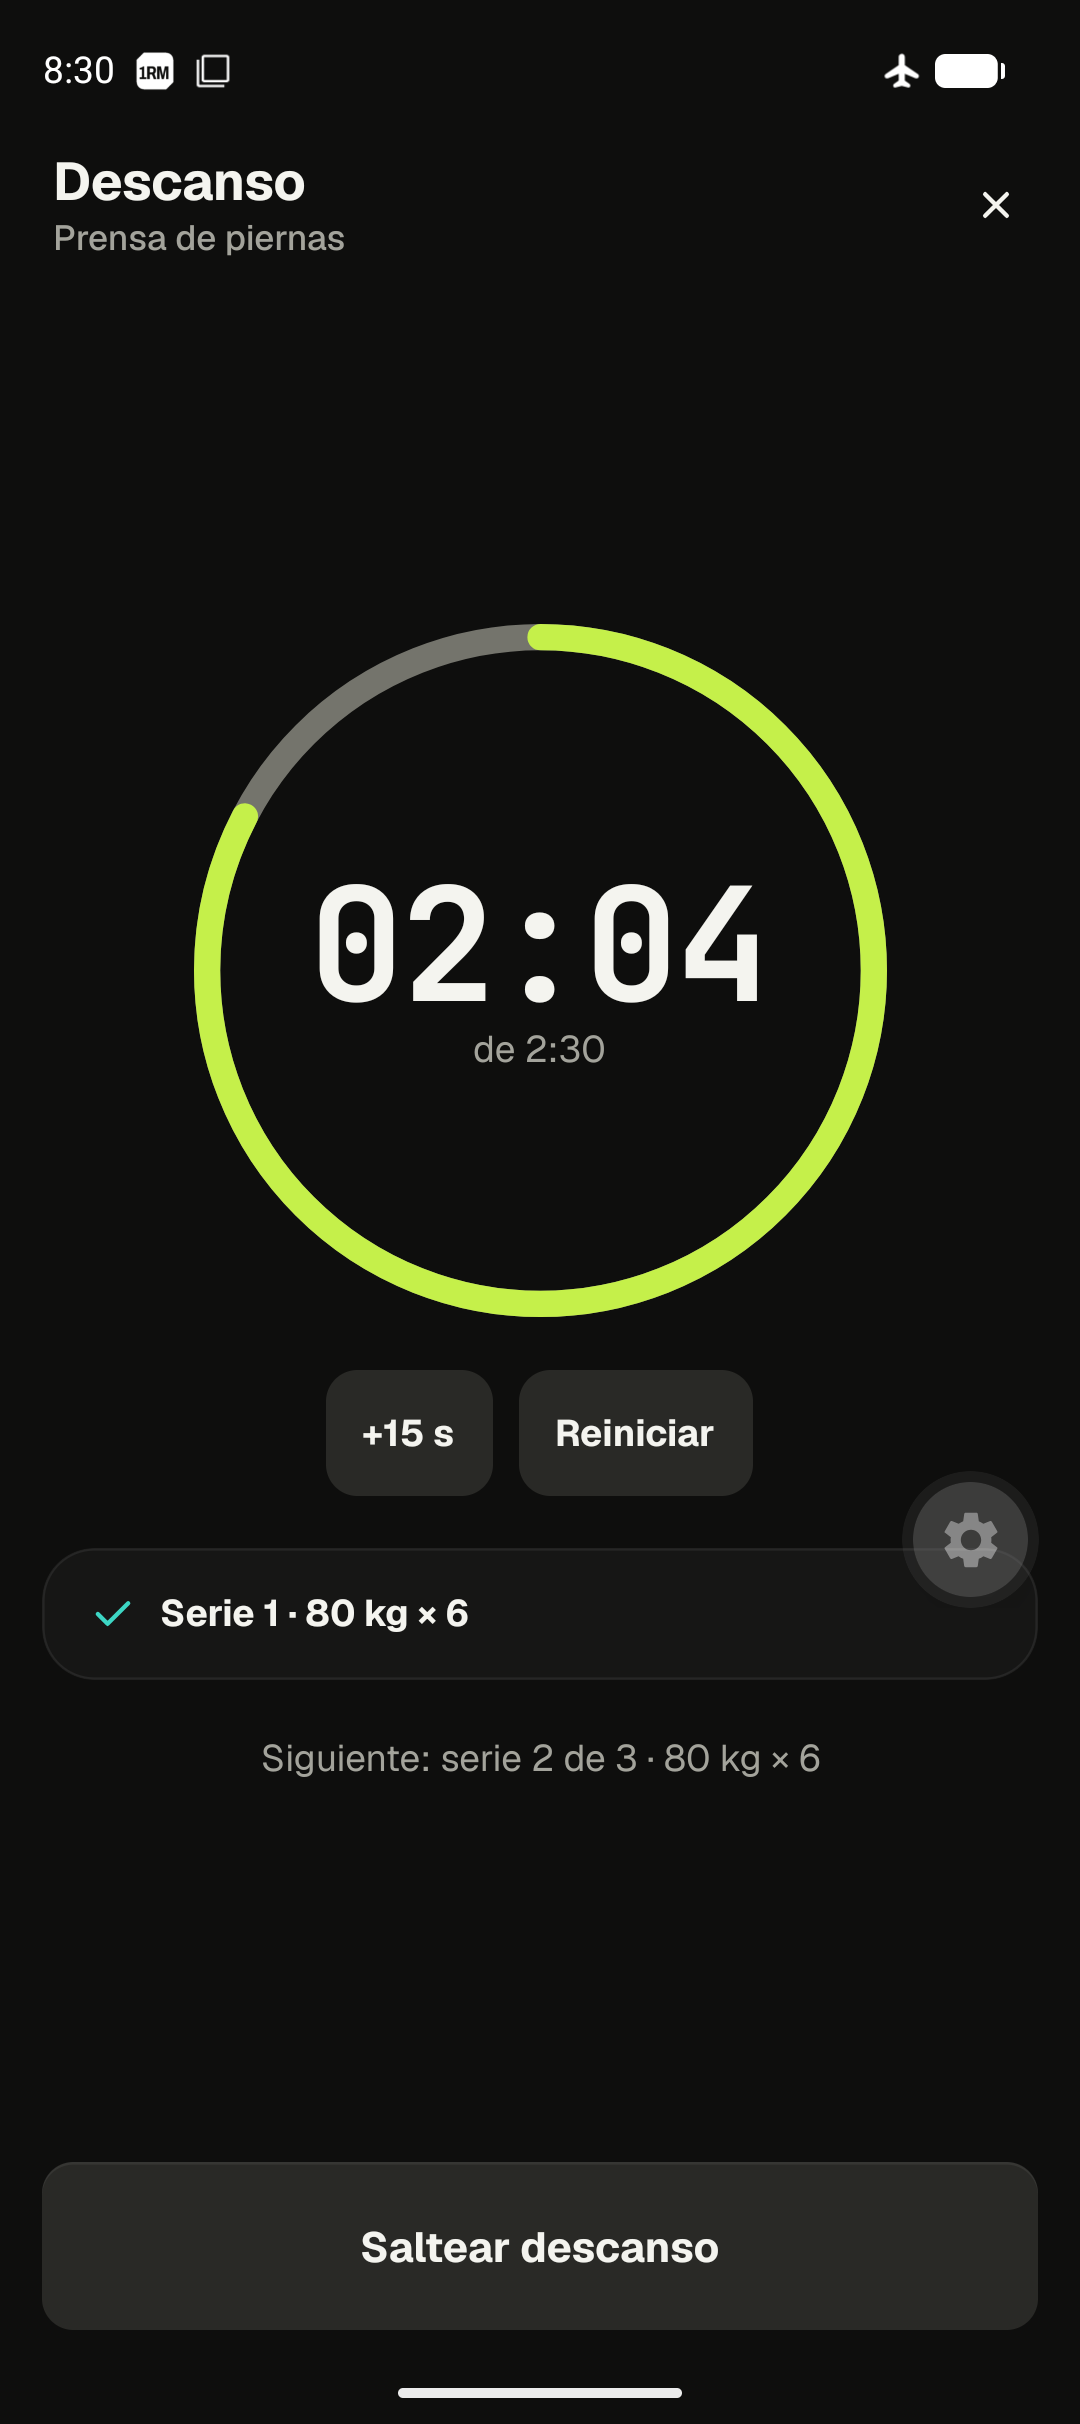 8:30 1RM
Descanso
Prensa de piernas
02:04
de 2:30
+15 s Reiniciar
Serie 1 · 80 kg × 6
Siguiente: serie 2 de 3 · 80 kg × 6
Saltear descanso